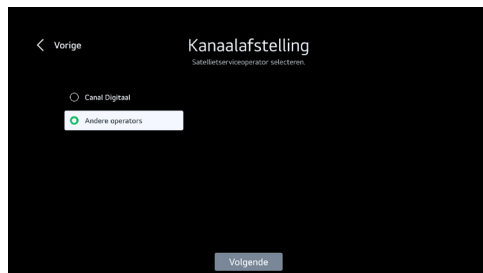 Vorige
Kanaalafstelling
Satellietserviceoperator selecteren.
Canal Digitaal
Andere operators
Volgende